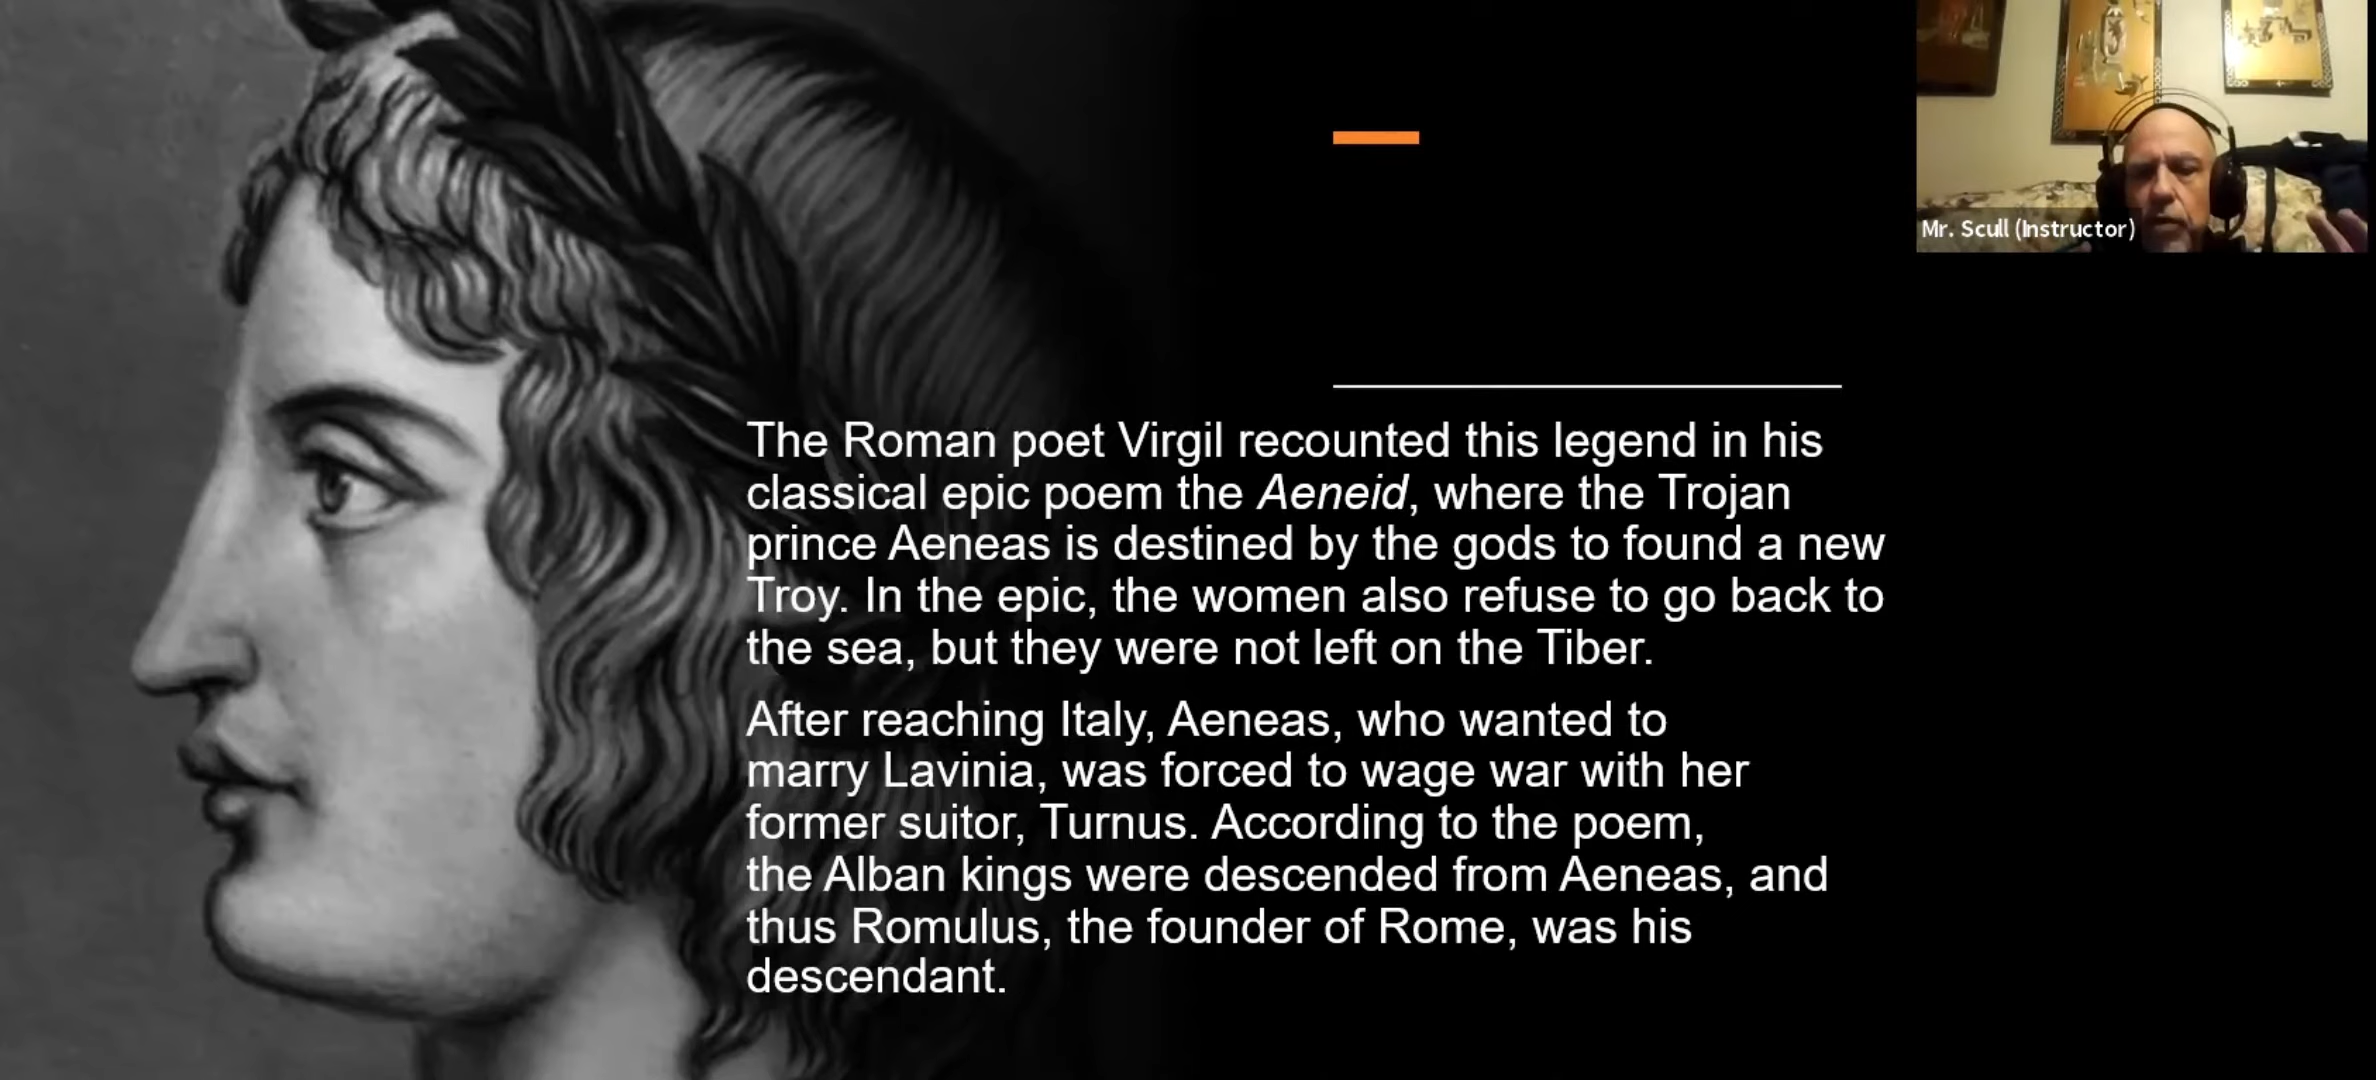 Mr. Scull (Instructor)
The Roman poet Virgil recounted this legend in his
classical epic poem the Aeneid, where the Trojan
prince Aeneas is destined by the gods to found a new
Troy. In the epic, the women also refuse to go back to
the sea, but they were not left on the Tiber.
After reaching Italy, Aeneas, who wanted to
marry Lavinia, was forced to wage war with her
former suitor, Turnus. According to the poem,
the Alban kings were descended from Aeneas, and
thus Romulus, the founder of Rome, was his
descendant.